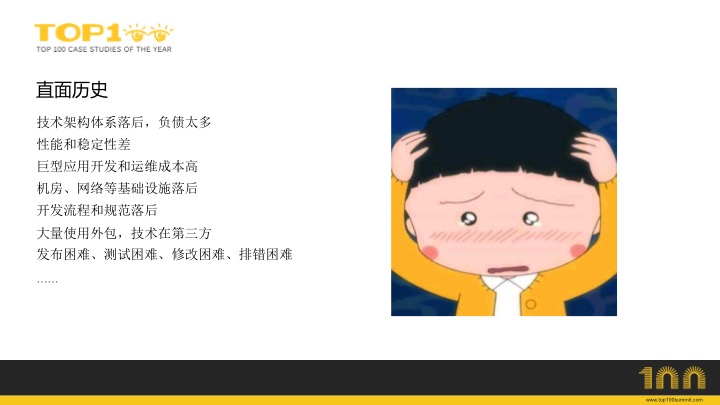 TOP100
TOP 100 CASE STUDIES OF THE YEAR
直面历史
技术架构体系落后，负债太多
性能和稳定性差
巨型应用开发和运维成本高
机房、网络等基础设施落后
开发流程和规范落后
大量使用外包，技术在第三方
发布困难、测试困难、修改困难、排错困难
……
100
www.top100summit.com